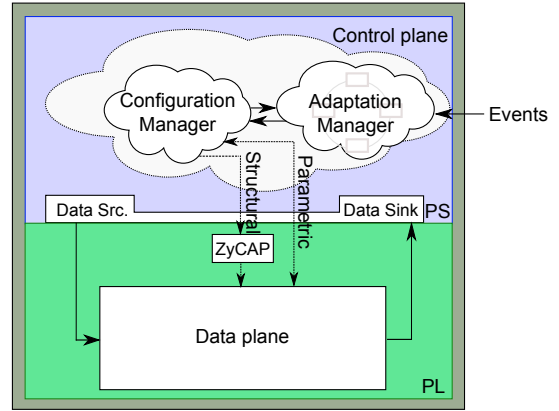 Control plane
Configuration
Manager
Adaptation
Manager
Events
Structural
Parametric
Data Src.
Data Sink
PS
ZyCAP
Data plane
PL